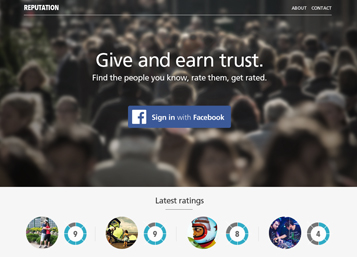 REPUTATION
ABOUT CONTACT
Give and earn trust.
Find the people you know, rate them, get rated.
Sign in with Facebook
Latest ratings
9 9 8 4